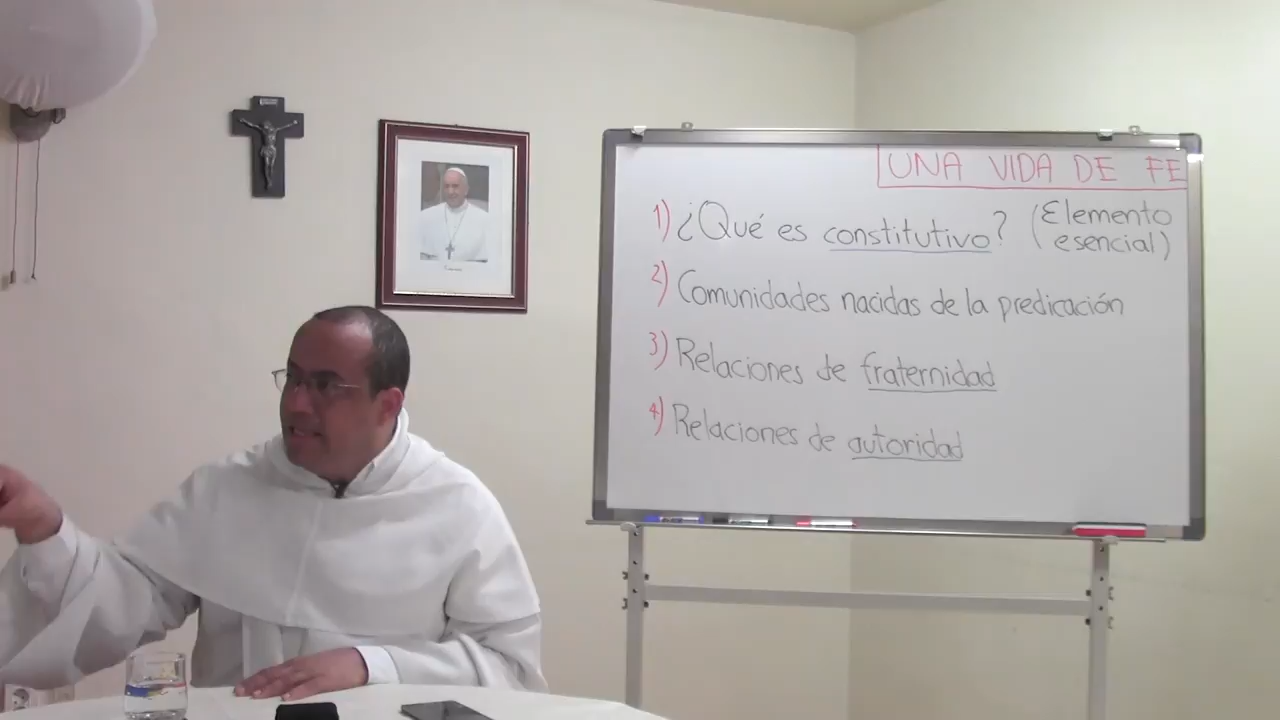 UNA VIDA DE FE
1) ¿Qué es constitutivo? (Elemento
esencial)
2) Comunidades nacidas de la predicación
3) Relaciones de fraternidad
4) Relaciones de autoridad